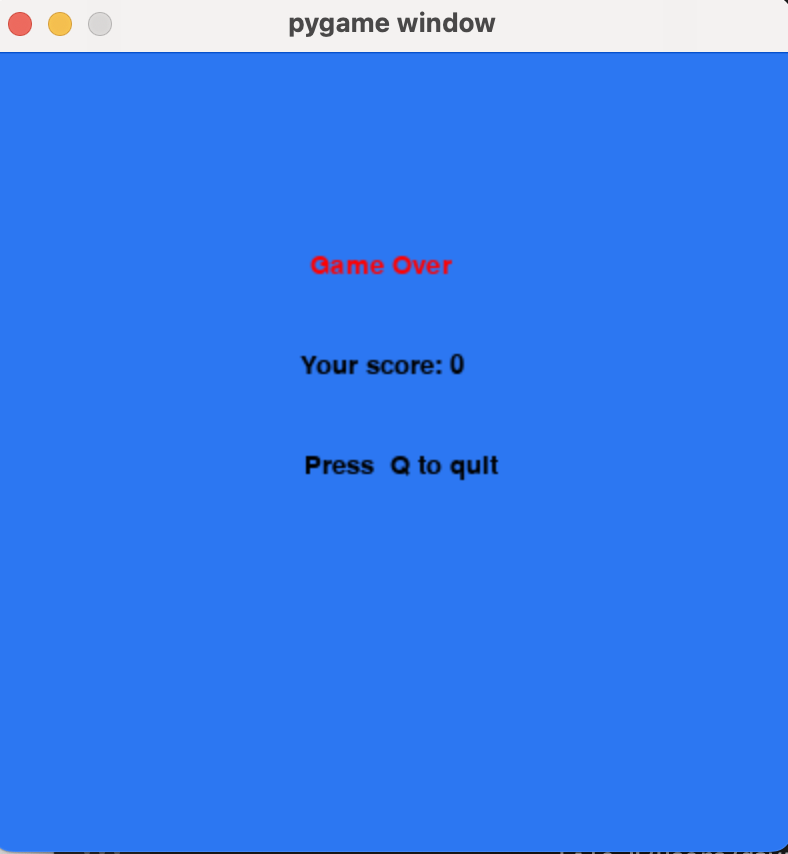 pygame window
Game Over
Your score: 0
Press  Q to quit